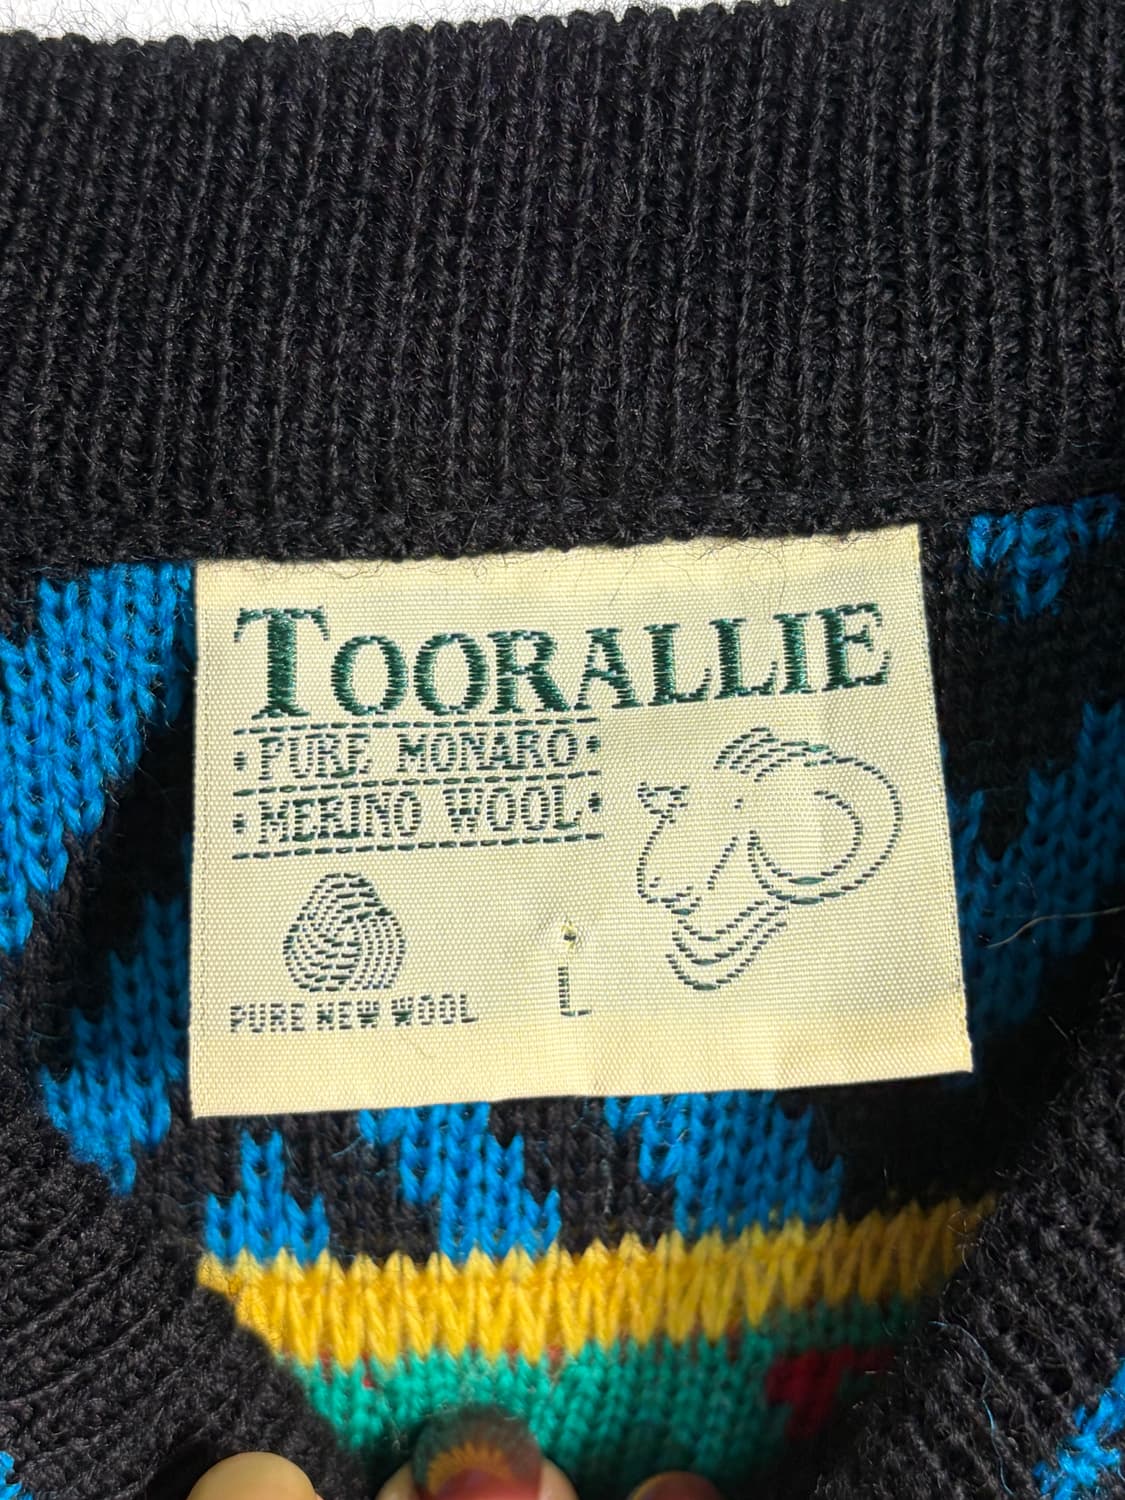 TOORALLIE
• PURE MONARO •
• MERINO WOOL •
PURE NEW WOOL
L